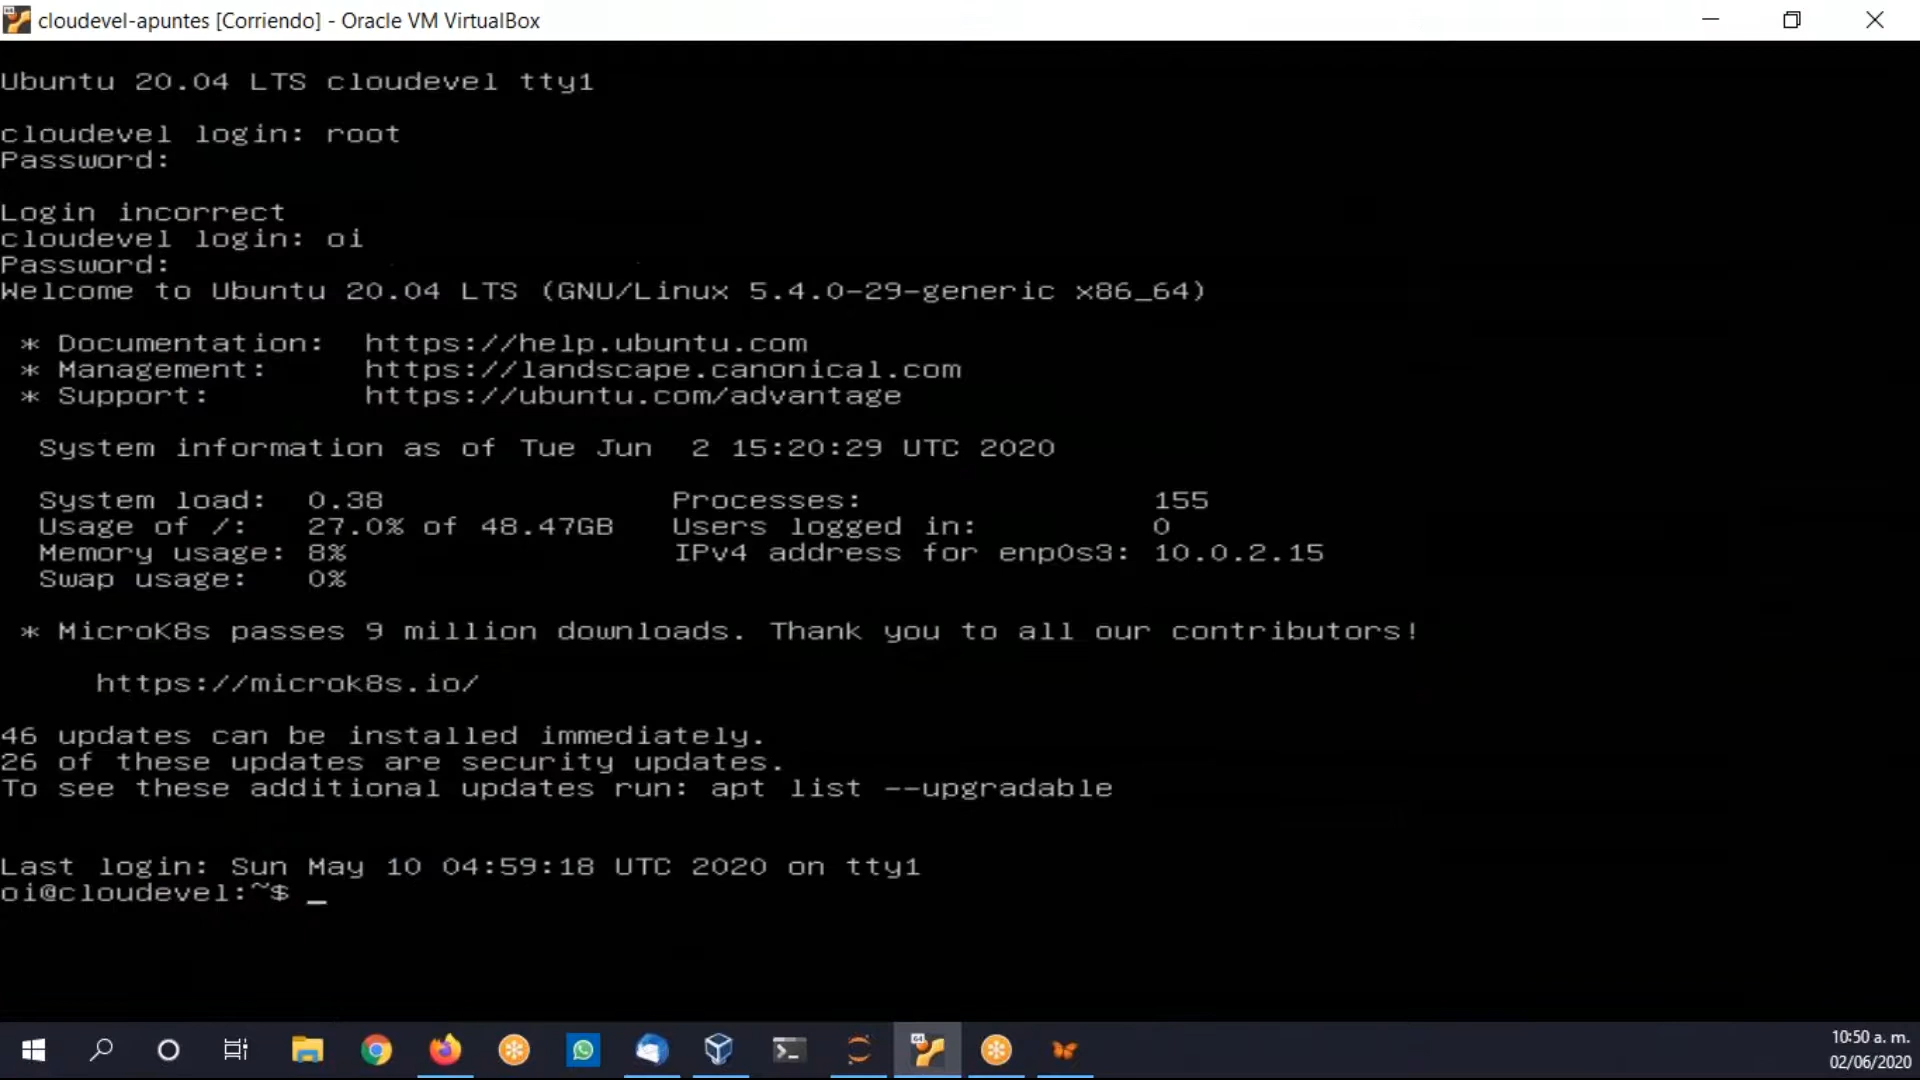 cloudevel-apuntes [Corriendo] - Oracle VM VirtualBox
Ubuntu 20.04 LTS cloudevel tty1
cloudevel login: root
Password:
Login incorrect
cloudevel login: oi
Password:
Welcome to Ubuntu 20.04 LTS (GNU/Linux 5.4.0-29-generic x86_64)
* Documentation: https://help.ubuntu.com
* Management: https://landscape.canonical.com
* Support: https://ubuntu.com/advantage
System information as of Tue Jun 2 15:20:29 UTC 2020
System load: 0.38 Processes: 155
Usage of /: 27.0% of 48.47GB Users logged in: 0
Memory usage: 8% IPv4 address for enp0s3: 10.0.2.15
Swap usage: 0%
* MicroK8s passes 9 million downloads. Thank you to all our contributors!
https://microk8s.io/
46 updates can be installed immediately.
26 of these updates are security updates.
To see these additional updates run: apt list --upgradable
Last login: Sun May 10 04:59:18 UTC 2020 on tty1
oi@cloudevel:~$ _
10:50 a. m.
02/06/2020